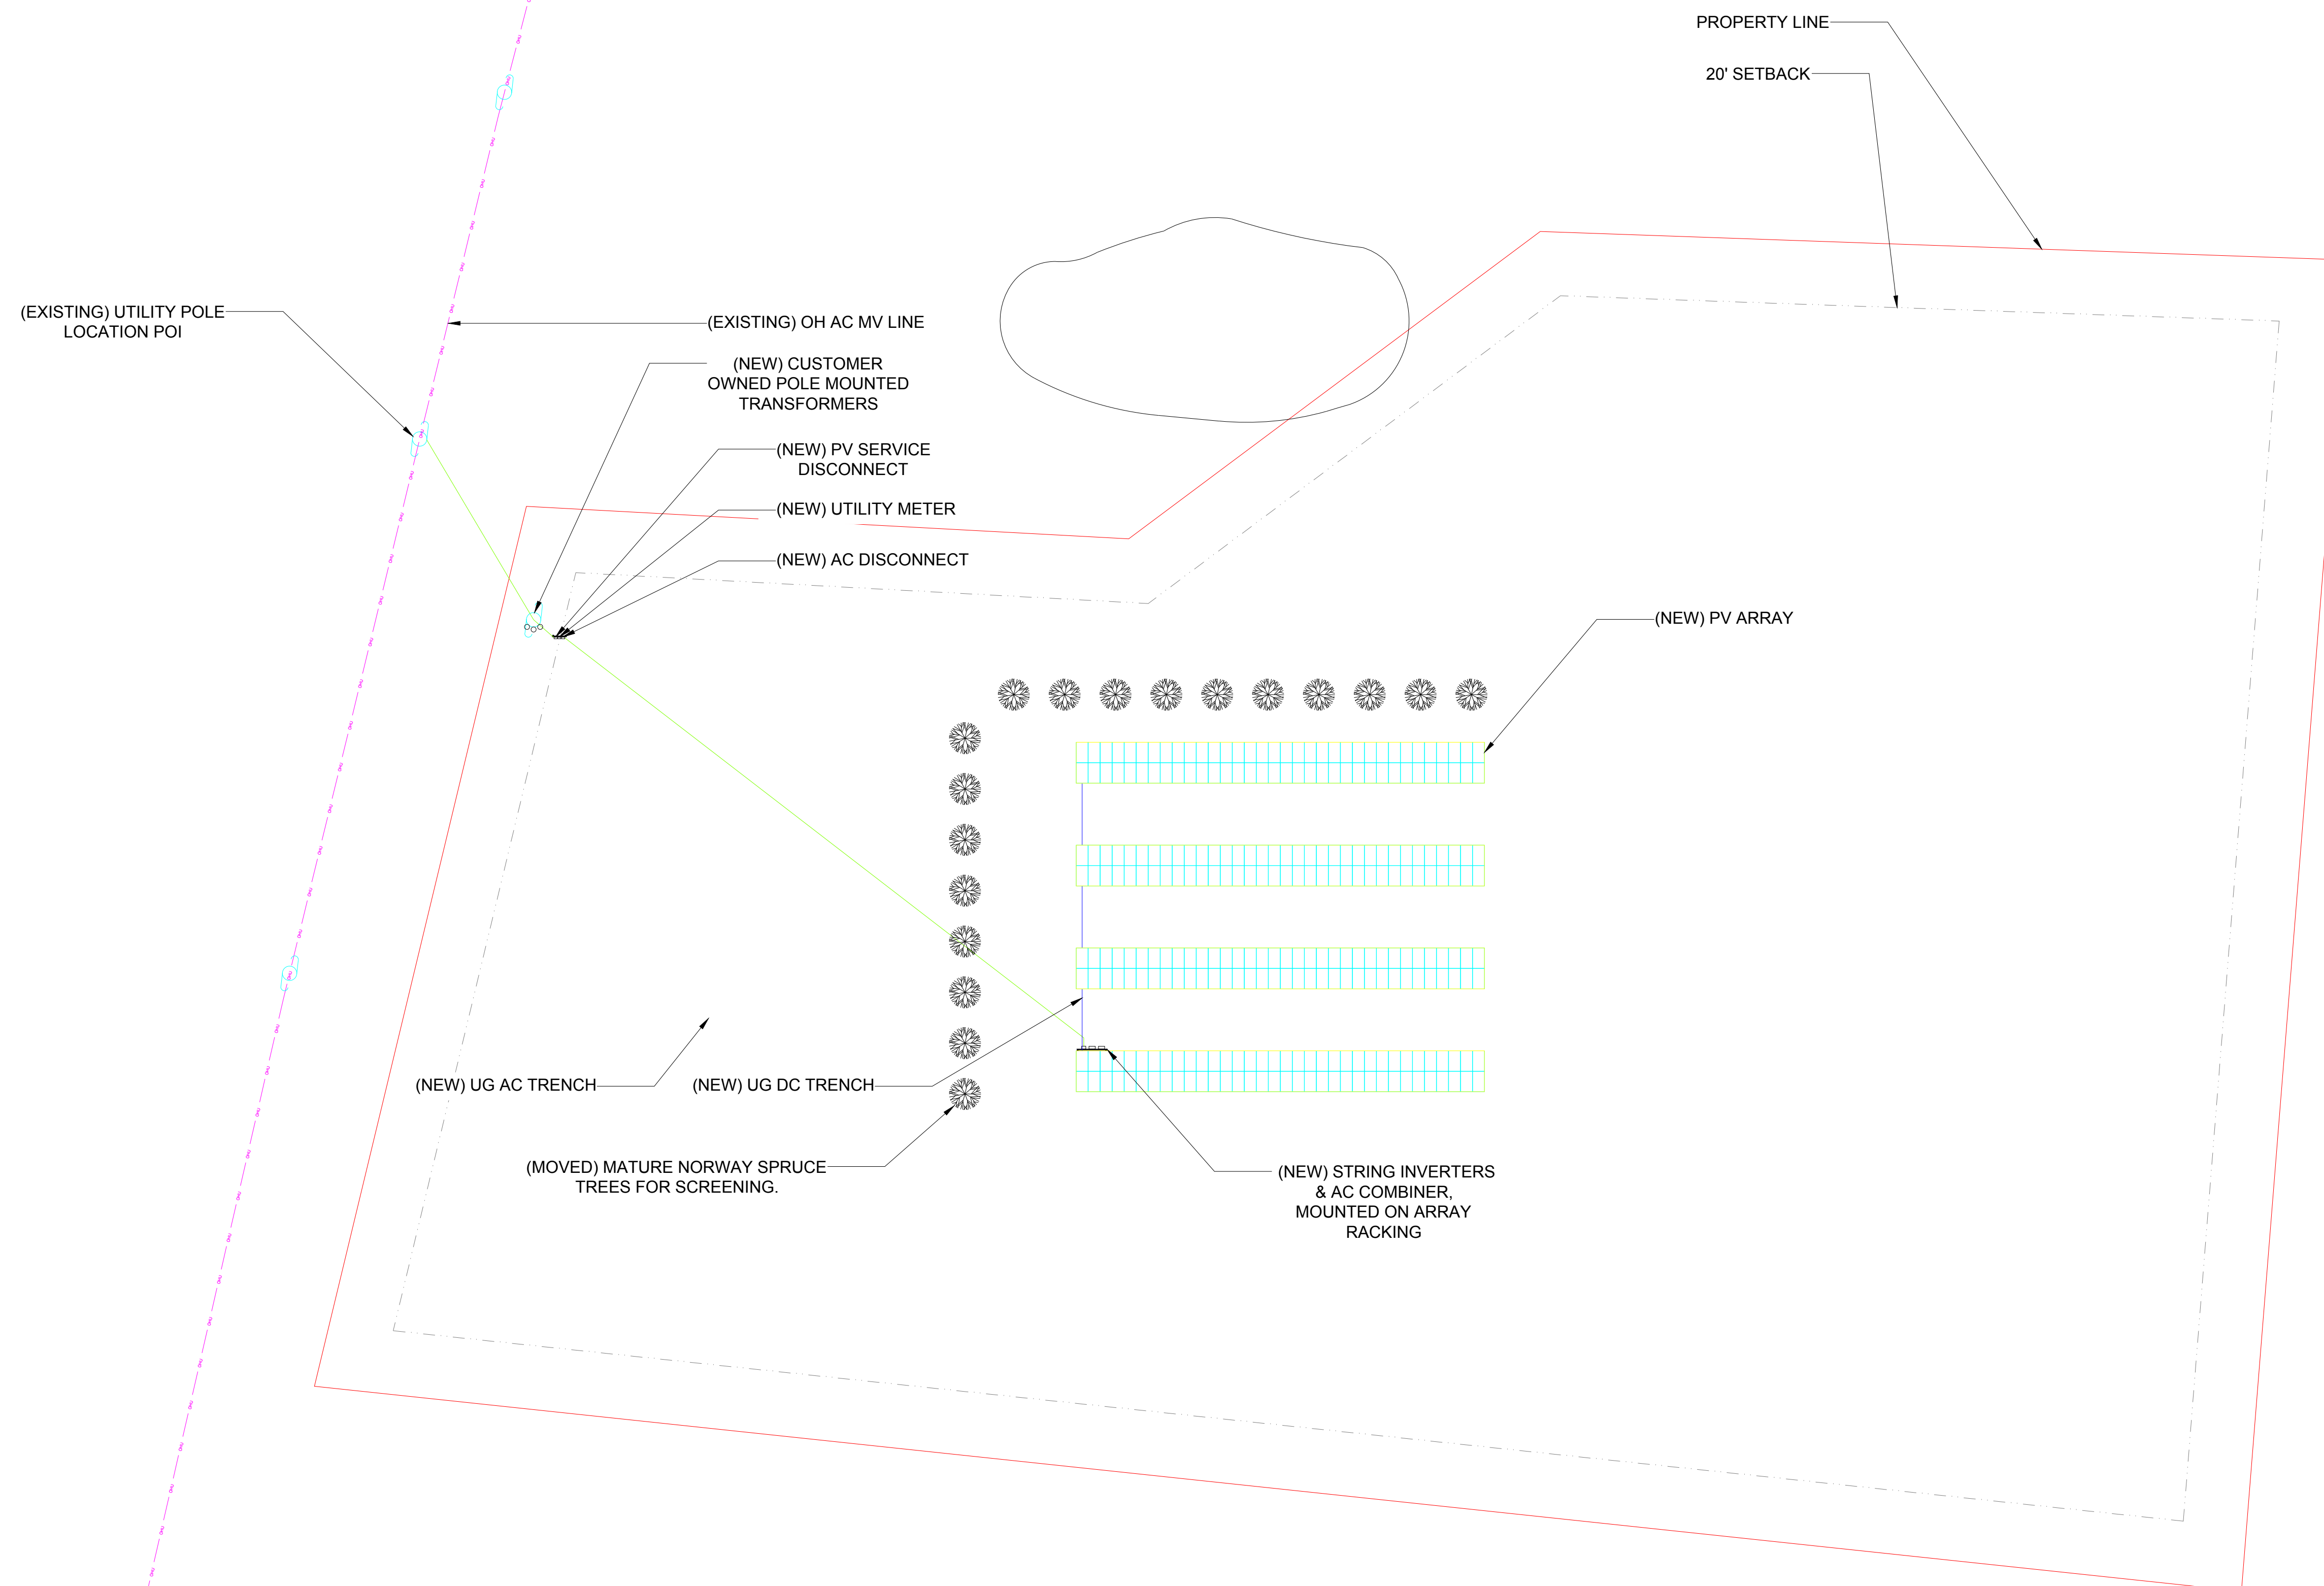 PROPERTY LINE
20' SETBACK
(EXISTING) UTILITY POLE
LOCATION POI
(EXISTING) OH AC MV LINE
(NEW) CUSTOMER
OWNED POLE MOUNTED
TRANSFORMERS
(NEW) PV SERVICE
DISCONNECT
(NEW) UTILITY METER
(NEW) AC DISCONNECT
(NEW) PV ARRAY
(NEW) UG AC TRENCH
(NEW) UG DC TRENCH
(MOVED) MATURE NORWAY SPRUCE
TREES FOR SCREENING.
(NEW) STRING INVERTERS
& AC COMBINER,
MOUNTED ON ARRAY
RACKING